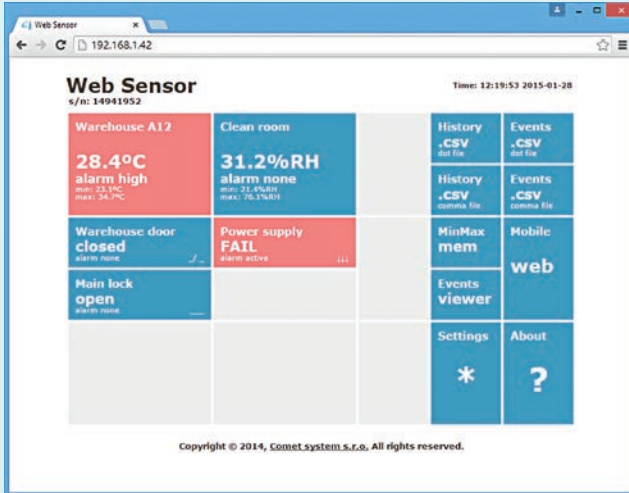 Web Sensor
192.168.1.42
Web Sensor
s/n: 14941952
Time: 12:19:53 2015-01-28
Warehouse A12
28.4ºC
alarm high
min: 23.1ºC
max: 34.7ºC
Clean room
31.2%RH
alarm none
min: 21.4%RH
max: 76.1%RH
History
.CSV
dot file
Events
.CSV
dot file
History
.CSV
comma file
Events
.CSV
comma file
Warehouse door
closed
alarm none
Power supply
FAIL
alarm active
MinMax
mem
Mobile
web
Main lock
open
alarm none
Events
viewer
Settings
*
About
?
Copyright © 2014, Comet system s.r.o, All rights reserved.